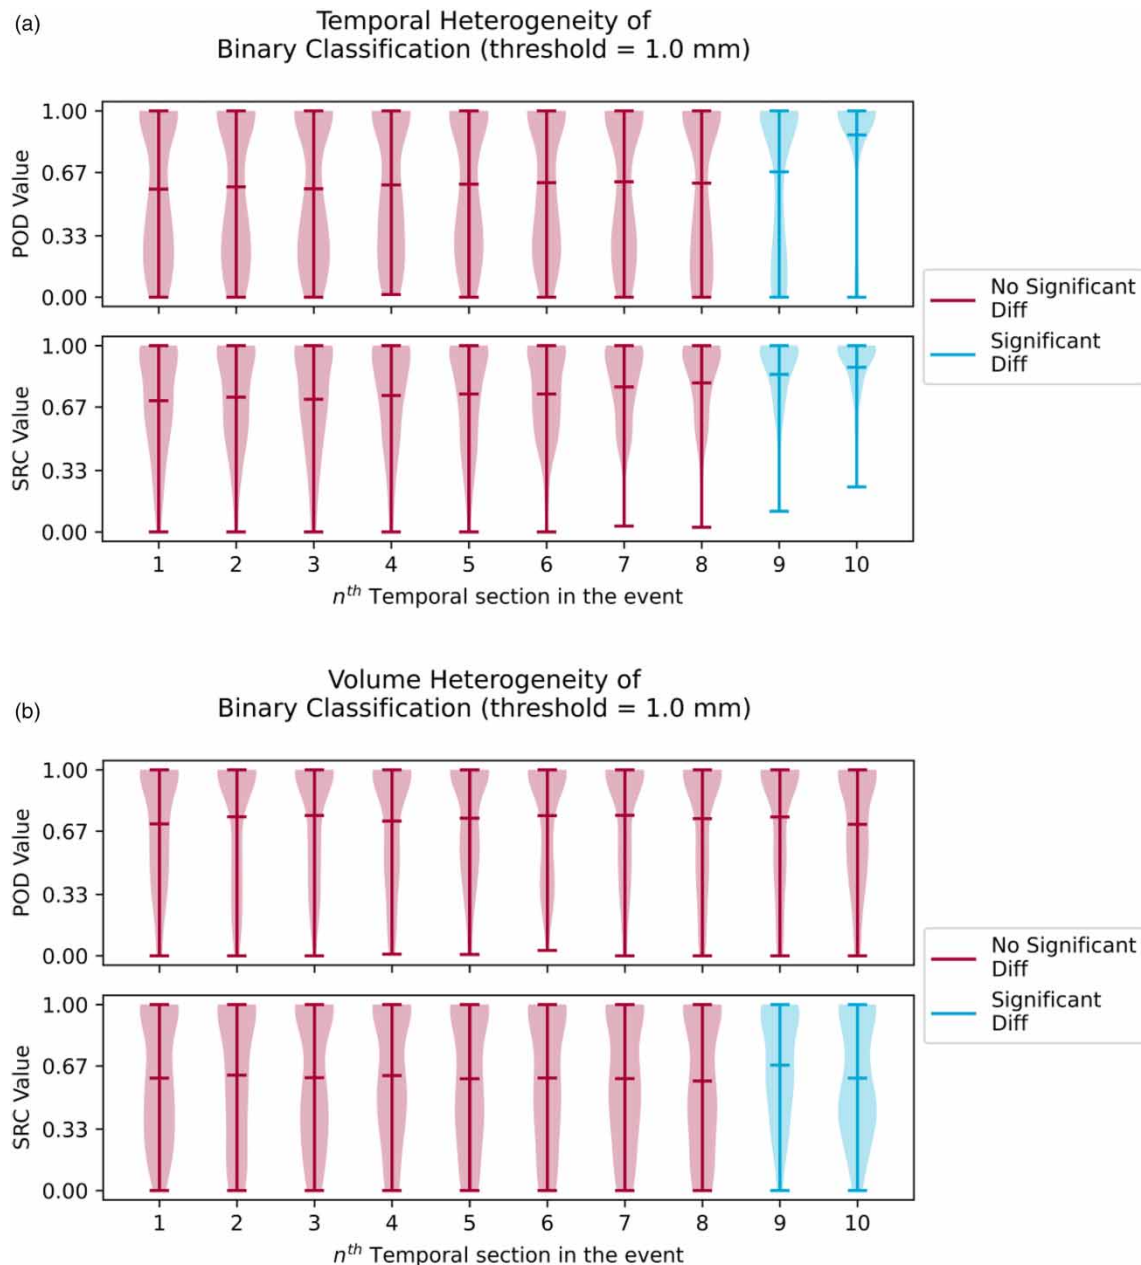 (a)
Temporal Heterogeneity of
Binary Classification (threshold = 1.0 mm)
1.00
0.67
0.33
0.00
POD Value
1.00
0.67
0.33
0.00
SRC Value
1 2 3 4 5 6 7 8 9 10
nth Temporal section in the event
No Significant
Diff
Significant
Diff
(b)
Volume Heterogeneity of
Binary Classification (threshold = 1.0 mm)
1.00
0.67
0.33
0.00
POD Value
1.00
0.67
0.33
0.00
SRC Value
1 2 3 4 5 6 7 8 9 10
nth Temporal section in the event
No Significant
Diff
Significant
Diff